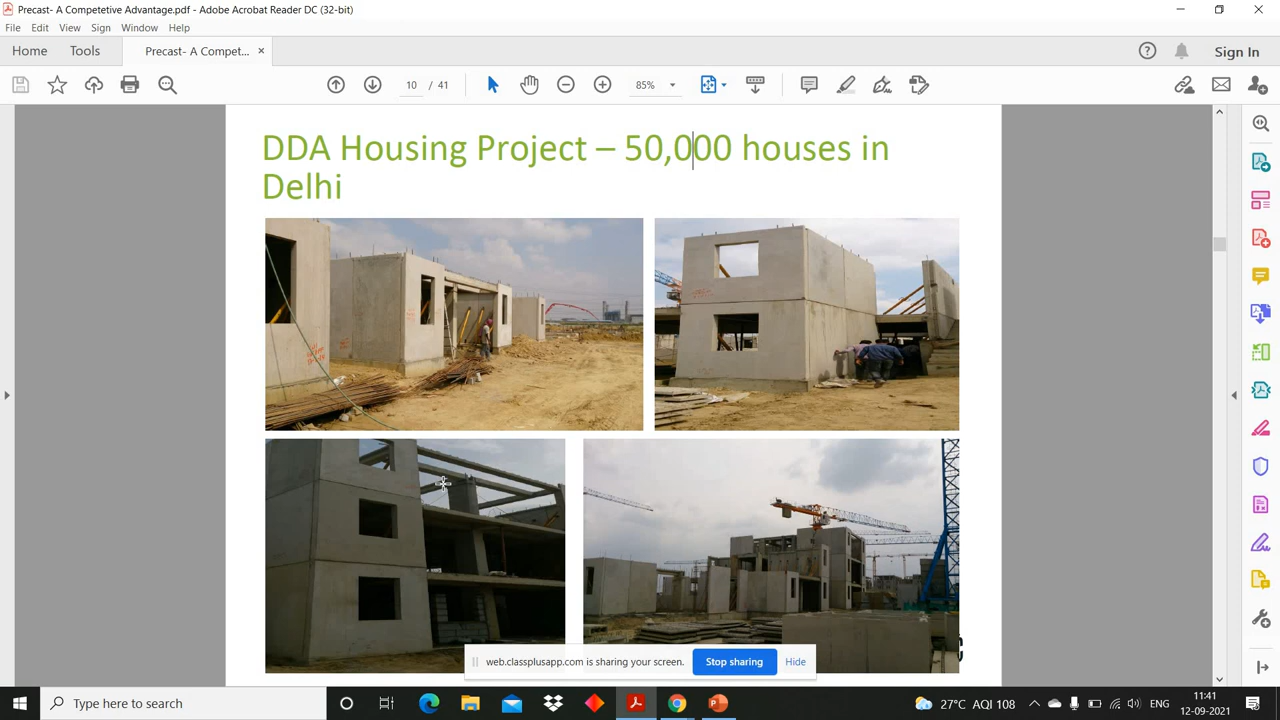 Precast- A Competetive Advantage.pdf - Adobe Acrobat Reader DC (32-bit)
File Edit View Sign Window Help
Home Tools Precast- A Compet... × Sign In
10 / 41 85%
DDA Housing Project – 50,000 houses in
Delhi
web.classplusapp.com is sharing your screen. Stop sharing Hide
Type here to search
27°C AQI 108 ENG 11:41
12-09-2021